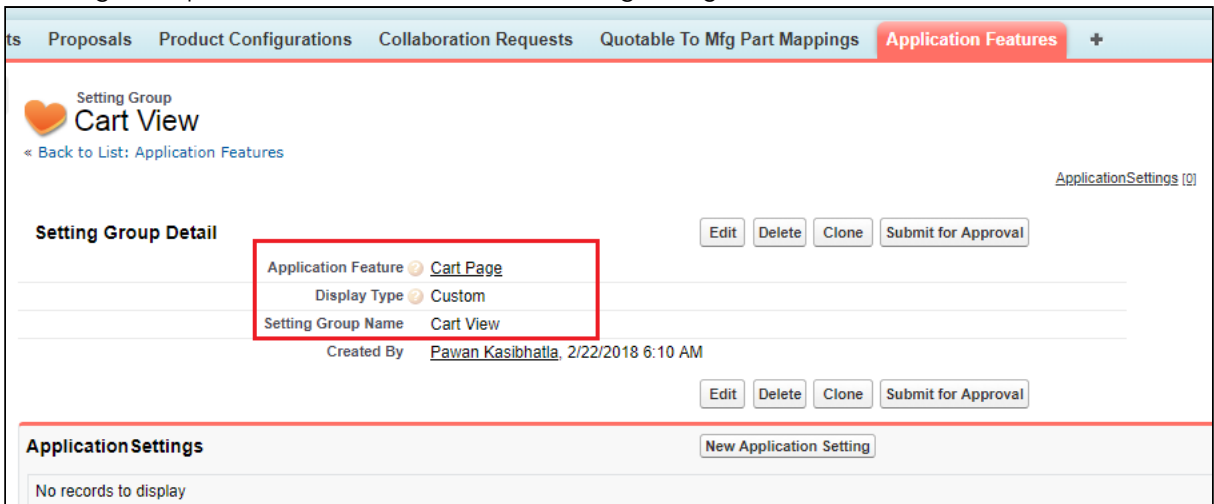 ts Proposals Product Configurations Collaboration Requests Quotable To Mfg Part Mappings Application Features +
Setting Group
Cart View
« Back to List: Application Features
ApplicationSettings [0]
Setting Group Detail Edit Delete Clone Submit for Approval
Application Feature ? Cart Page
Display Type ? Custom
Setting Group Name Cart View
Created By Pawan Kasibhatla, 2/22/2018 6:10 AM
Edit Delete Clone Submit for Approval
ApplicationSettings New Application Setting
No records to display